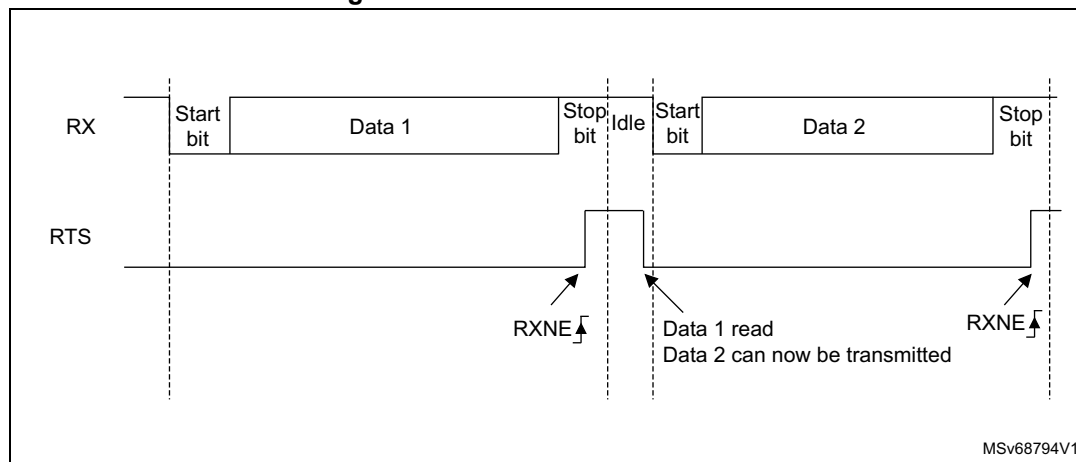 RX
Start
bit
Data 1
Stop
bit
Idle
Start
bit
Data 2
Stop
bit
RTS
RXNE
Data 1 read
Data 2 can now be transmitted
RXNE
MSv68794V1